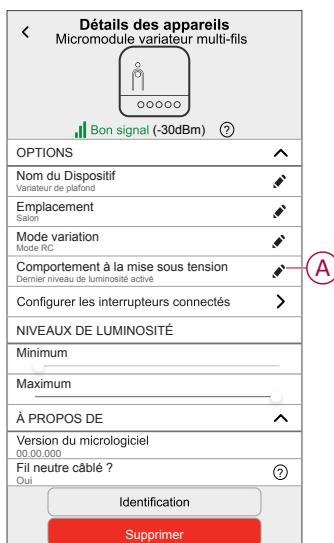 Détails des appareils
Micromodule variateur multi-fils
Bon signal (-30dBm) ?
OPTIONS
Nom du Dispositif
Variateur de plafond
Emplacement
Salon
Mode variation
Mode RC
Comportement à la mise sous tension
Dernier niveau de luminosité activé
A
Configurer les interrupteurs connectés
NIVEAUX DE LUMINOSITÉ
Minimum
Maximum
À PROPOS DE
Version du micrologiciel
00.00.000
Fil neutre câblé ?
Oui
?
Identification
Supprimer